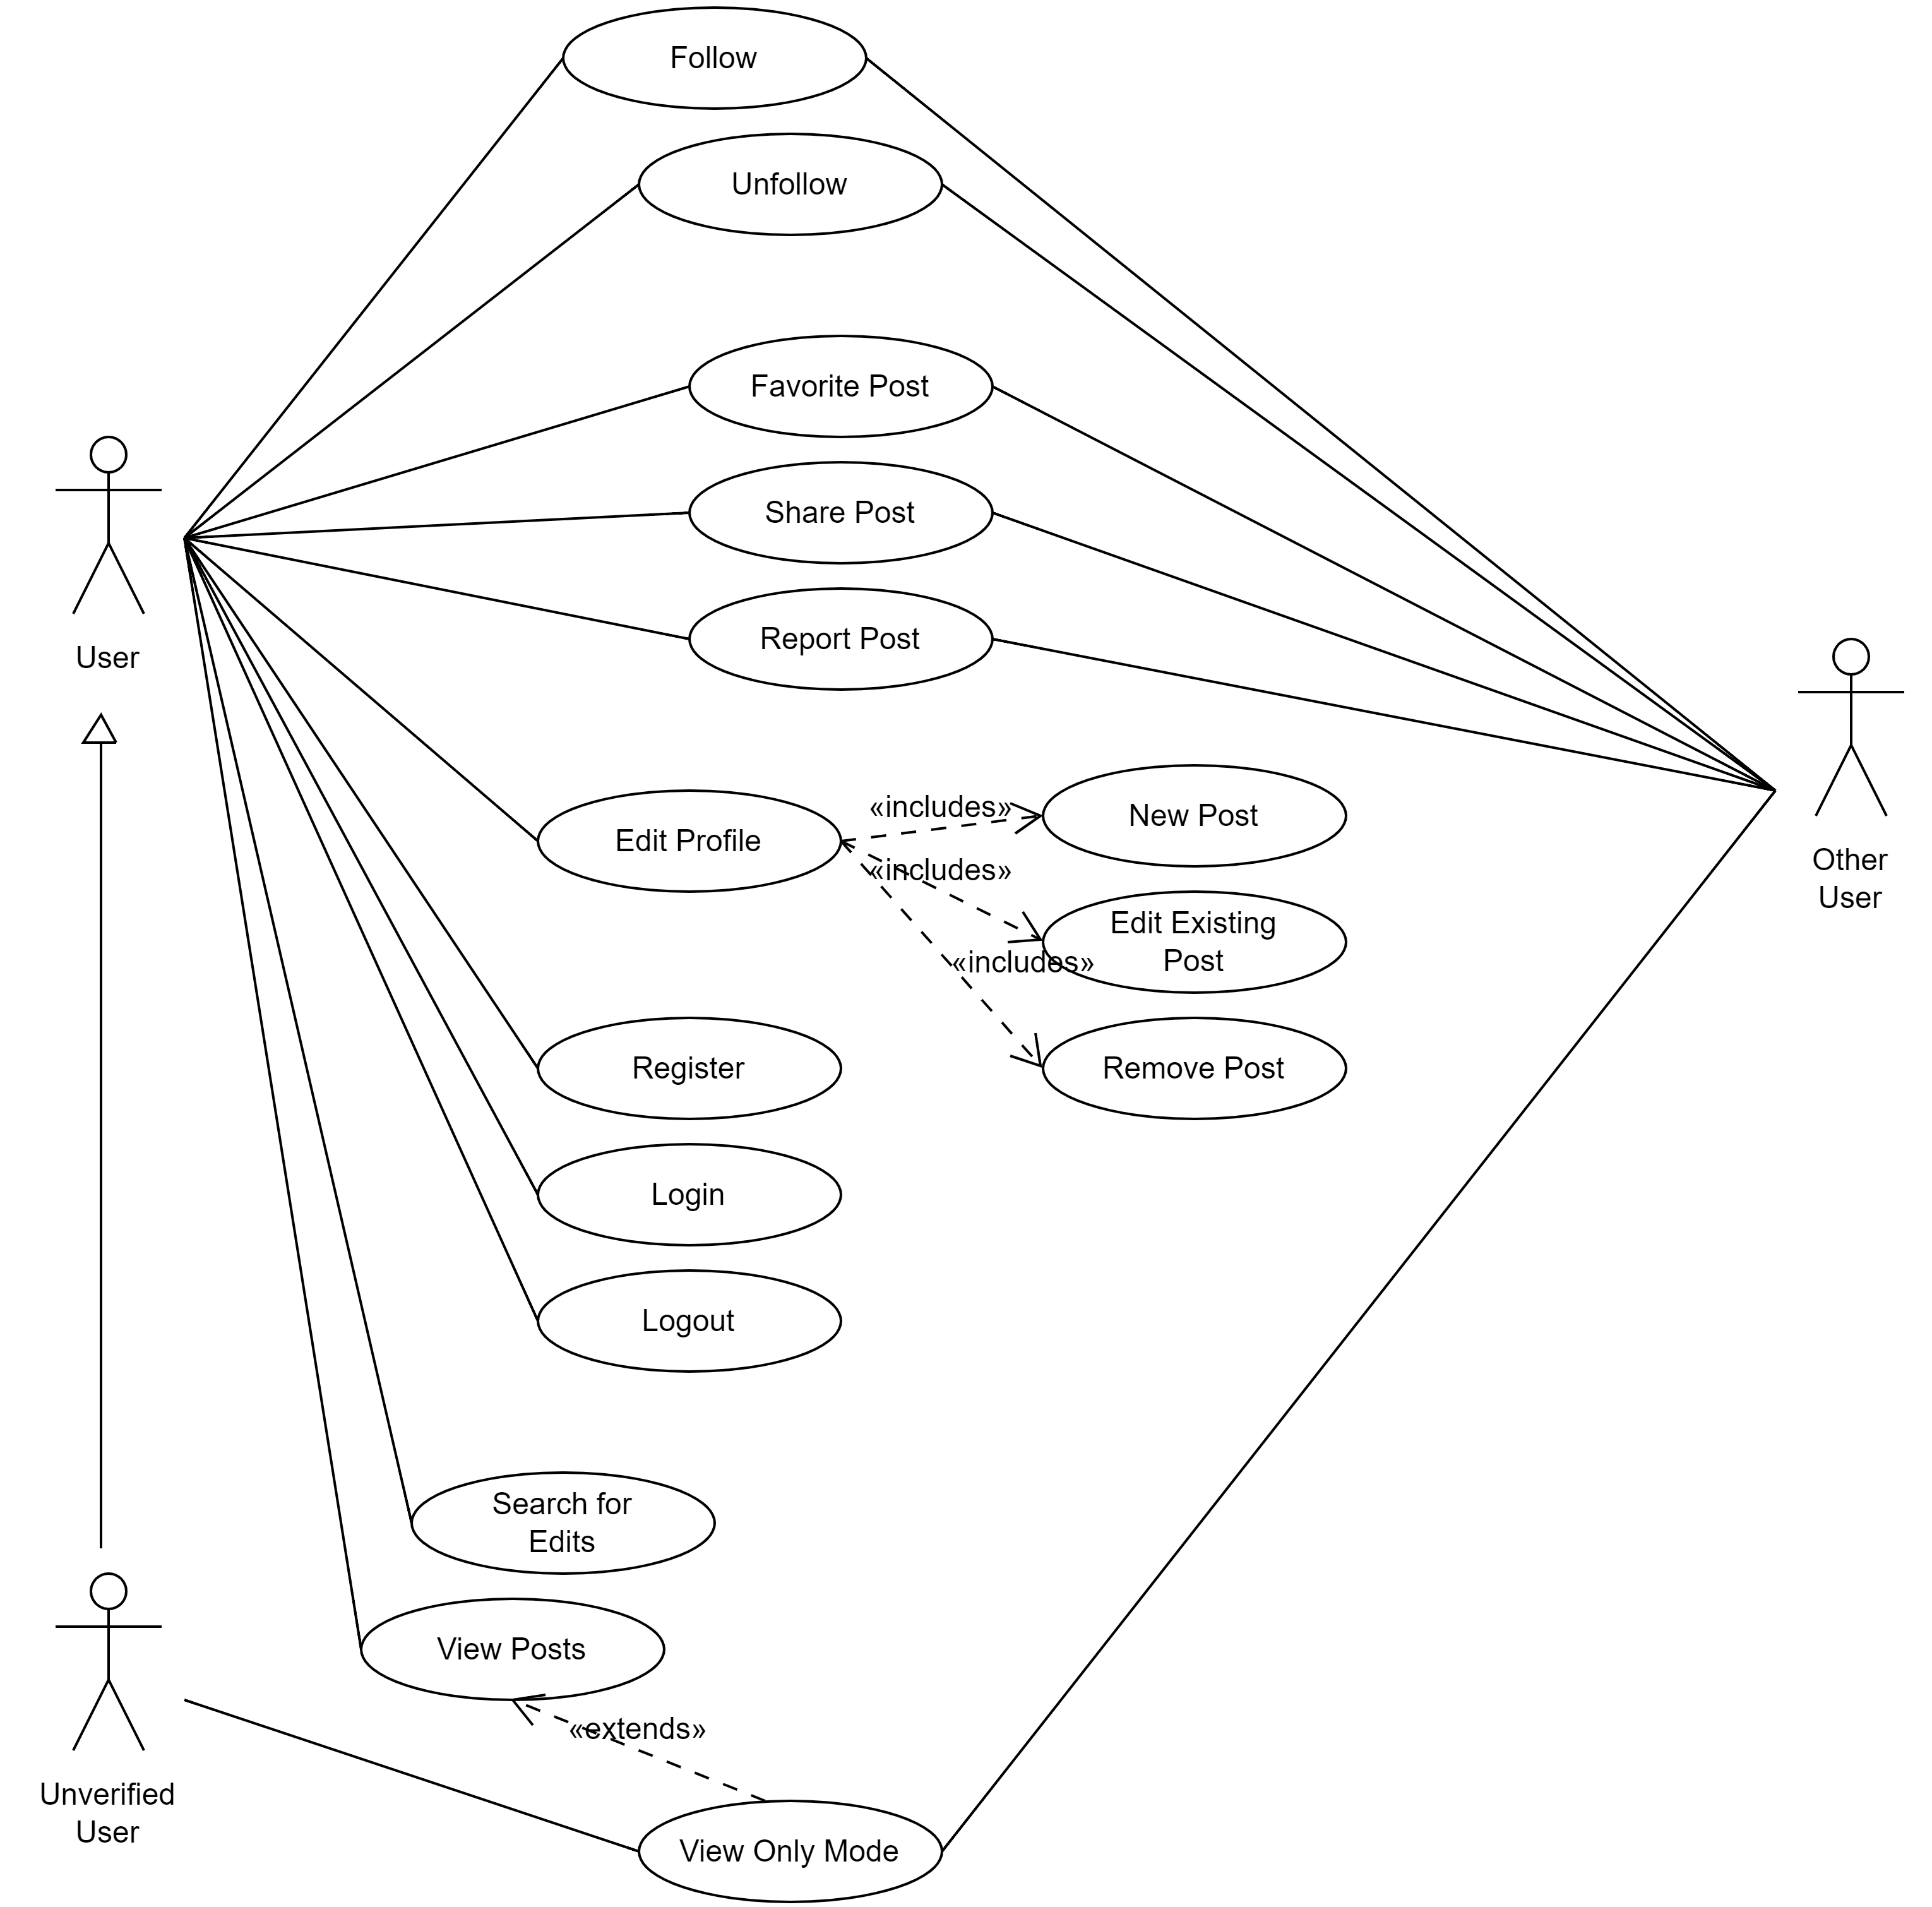 Follow
Unfollow
Favorite Post
Share Post
Report Post
User
Edit Profile
«includes»
New Post
«includes»
Edit Existing
Post
«includes»
Remove Post
Other
User
Register
Login
Logout
Search for
Edits
View Posts
«extends»
Unverified
User
View Only Mode